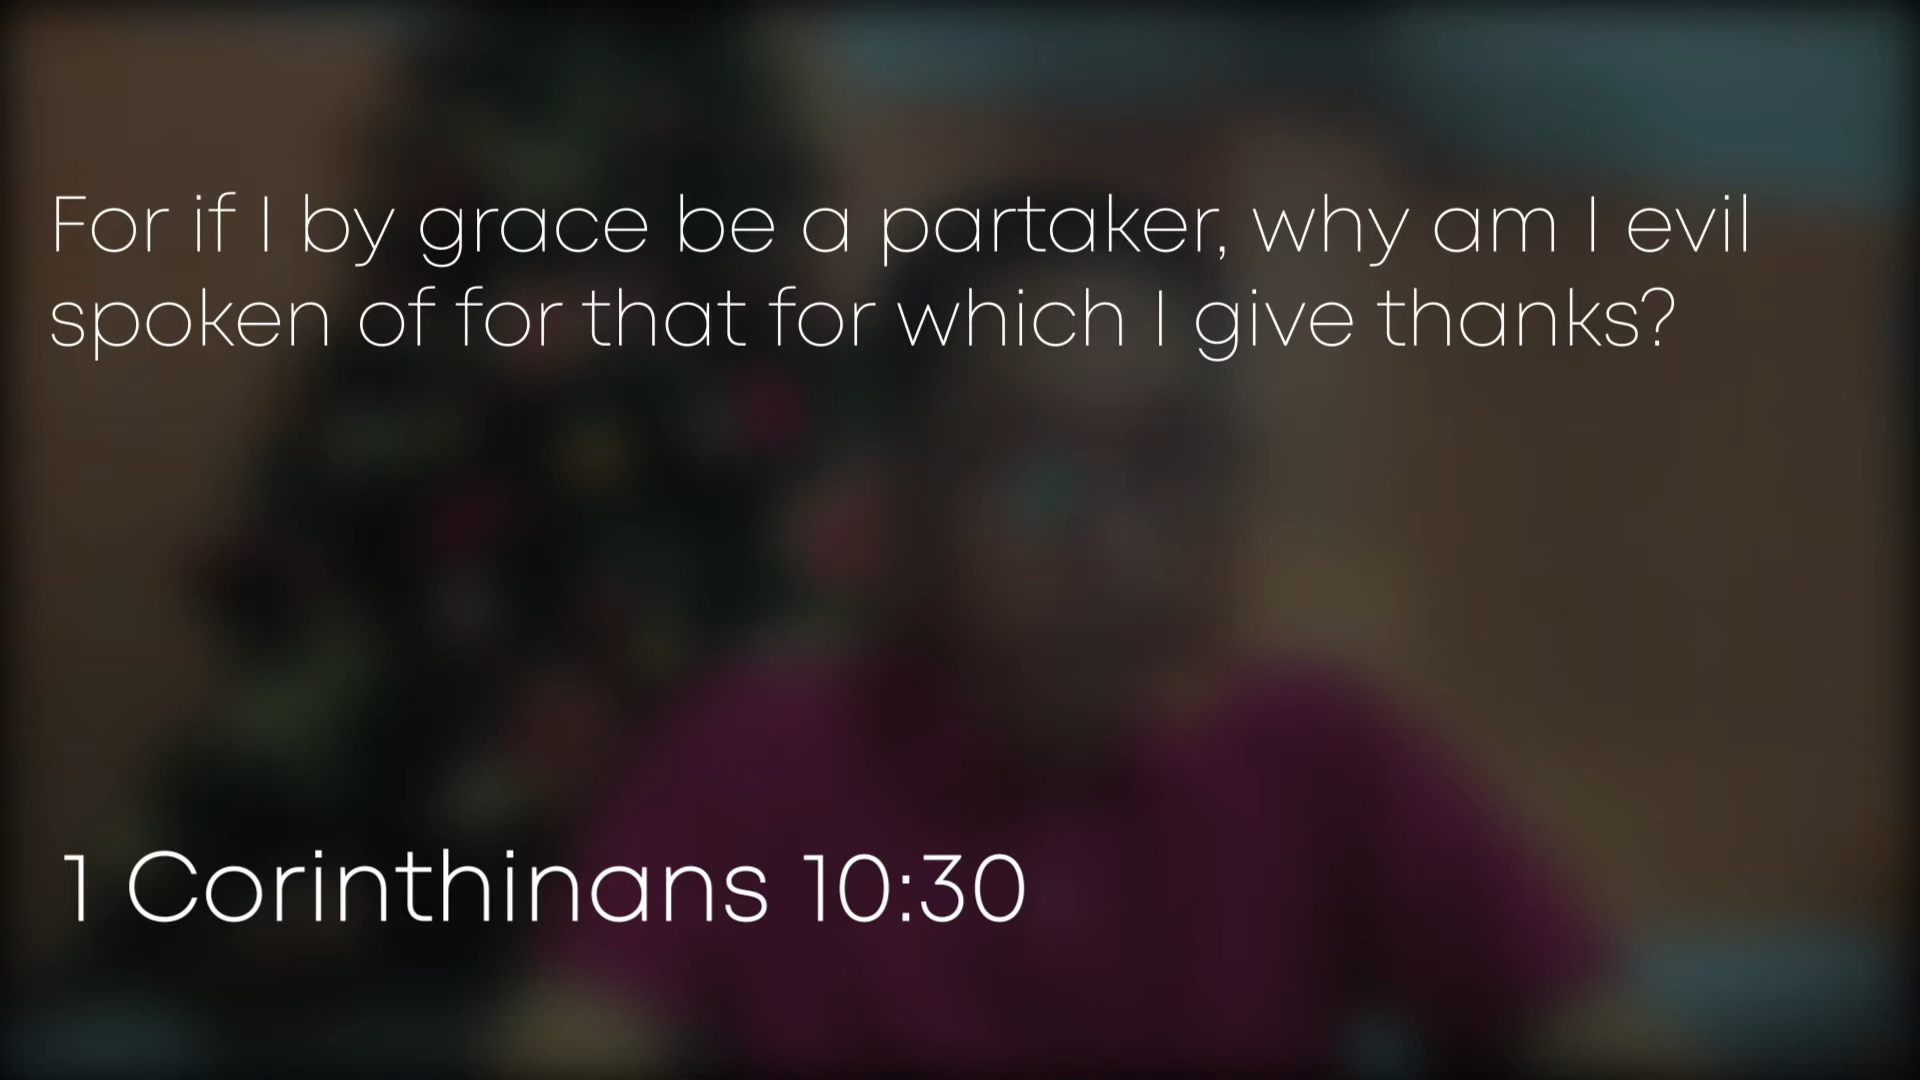 For if I by grace be a partaker, why am I evil
spoken of for that for which I give thanks?
1 Corinthinans 10:30